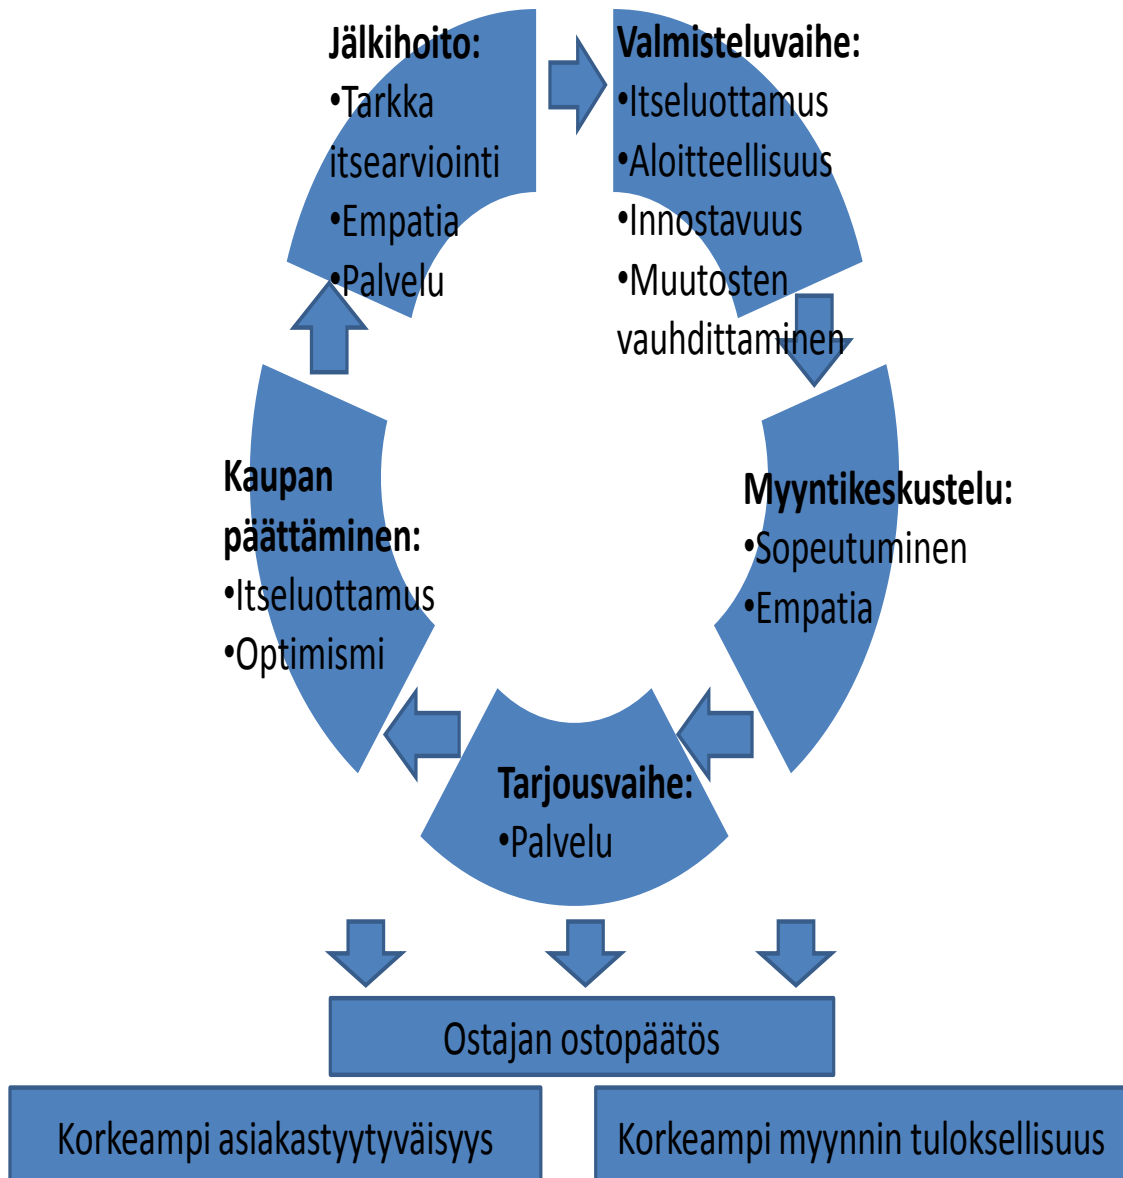 Jälkihoito:
•Tarkka
itsearviointi
•Empatia
•Palvelu
Valmisteluvaihe:
•Itseluottamus
•Aloitteellisuus
•Innostavuus
•Muutosten
vauhdittaminen
Myyntikeskustelu:
•Sopeutuminen
•Empatia
Tarjousvaihe:
•Palvelu
Kaupan
päättäminen:
•Itseluottamus
•Optimismi
Ostajan ostopäätös
Korkeampi asiakastyytyväisyys
Korkeampi myynnin tuloksellisuus